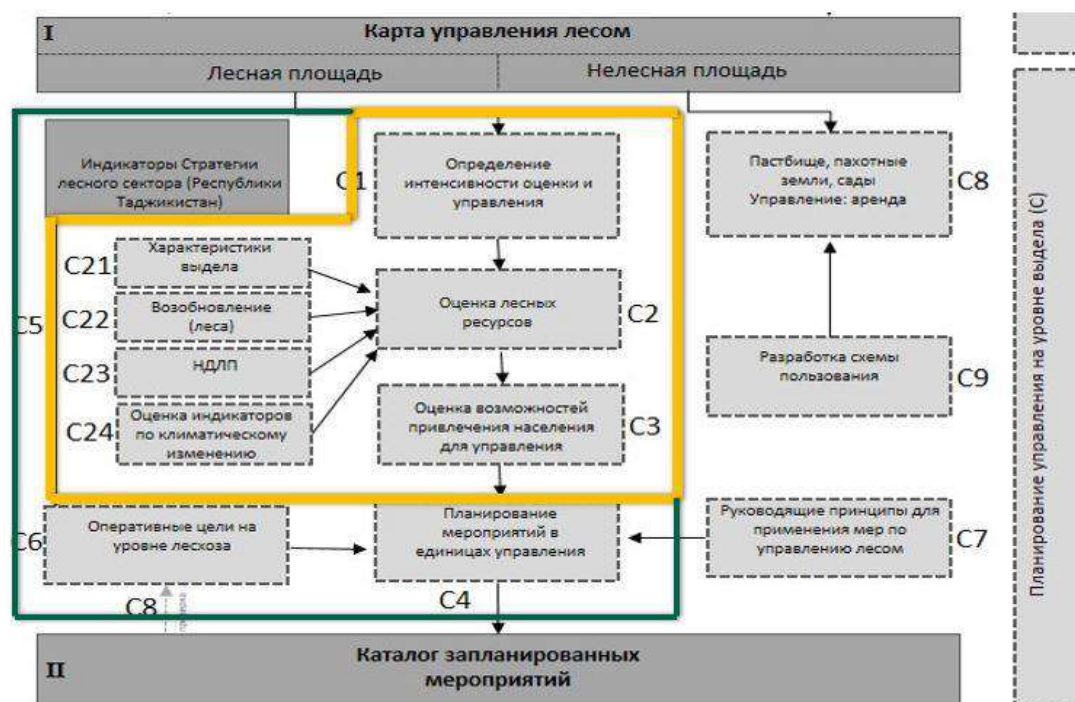 I
Карта управления лесом
Лесная площадь
Нелесная площадь
Индикаторы Стратегии
лесного сектора (Республики
Таджикистан)
C1
Определение
интенсивности оценки и
управления
Пастбище, пахотные
земли, сады
Управление: аренда
C8
C21
Характеристики
выдела
C22
Возобновление
(леса)
C23
НДЛП
C24
Оценка индикаторов
по климатическому
изменению
C5
Оценка лесных
ресурсов
C2
Разработка схемы
пользования
C9
Оценка возможностей
привлечения населения
для управления
C3
C6
Оперативные цели на
уровне лесхоза
Планирование
мероприятий в
единицах управления
Руководящие принципы для
применения мер по
управлению лесом
C7
C8
C4
II
Каталог запланированных
мероприятий
Планирование управления на уровне выдела (C)